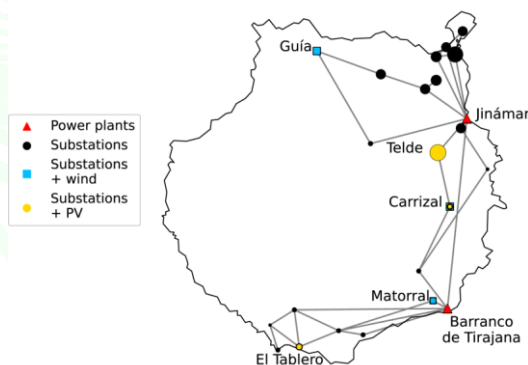 Guía
Jinámar
Power plants
Substations
Substations
+ wind
Substations
+ PV
Telde
Carrizal
Matorral
Barranco
de Tirajana
El Tablero